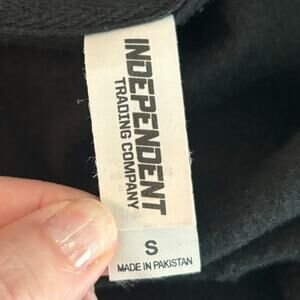 INDEPENDENT
TRADING COMPANY
S
MADE IN PAKISTAN